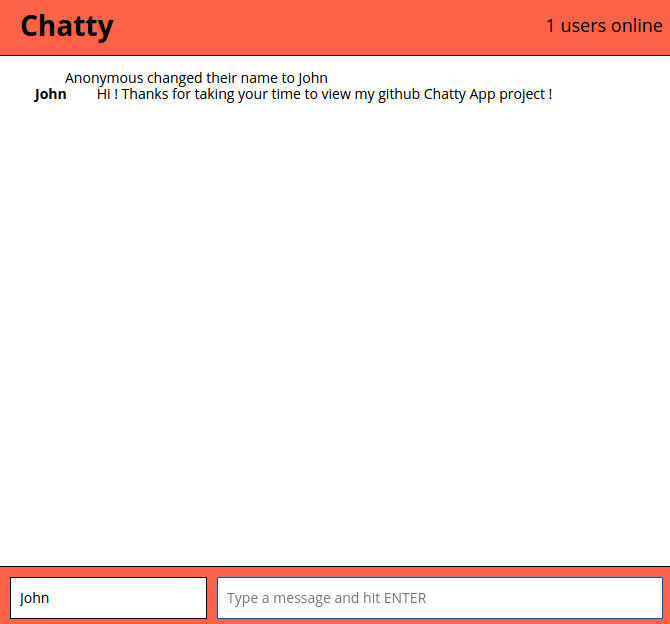 Chatty
1 users online
Anonymous changed their name to John
John Hi ! Thanks for taking your time to view my github Chatty App project !
John
Type a message and hit ENTER